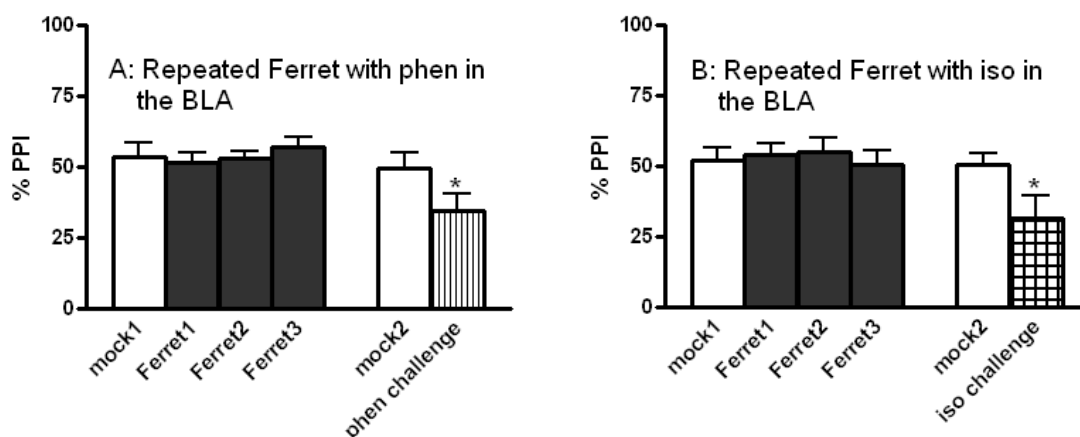 100
75
50
25
0
% PPI
A: Repeated Ferret with phen in
the BLA
*
mock1
Ferret1
Ferret2
Ferret3
mock2
phen challenge
100
75
50
25
0
% PPI
B: Repeated Ferret with iso in
the BLA
*
mock1
Ferret1
Ferret2
Ferret3
mock2
iso challenge